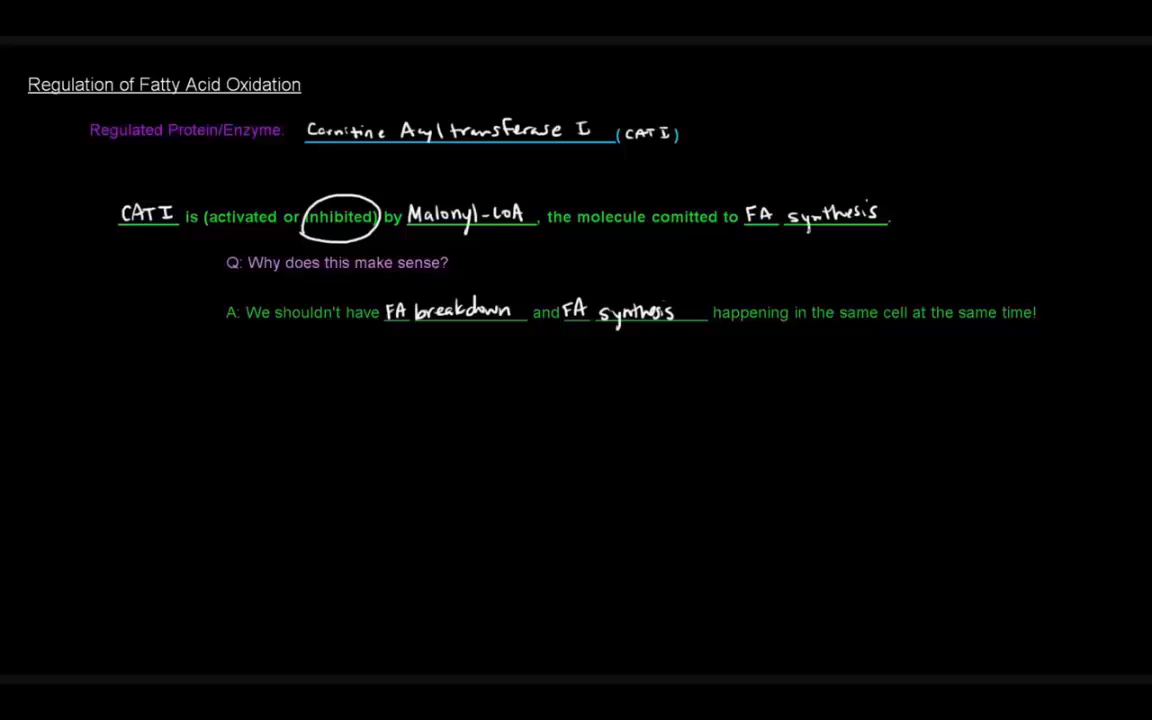 Regulation of Fatty Acid Oxidation
Regulated Protein/Enzyme: Carnitine Acyltransferase I (CAT I)
CAT I is (activated or inhibited) by Malonyl-CoA, the molecule comitted to FA synthesis.
Q: Why does this make sense?
A: We shouldn't have FA breakdown and FA synthesis happening in the same cell at the same time!